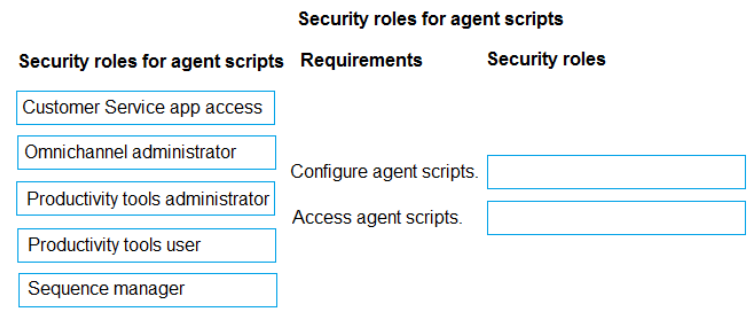 Security roles for agent scripts
Security roles for agent scripts Requirements Security roles
Customer Service app access
Omnichannel administrator
Productivity tools administrator
Productivity tools user
Sequence manager
Configure agent scripts.
Access agent scripts.